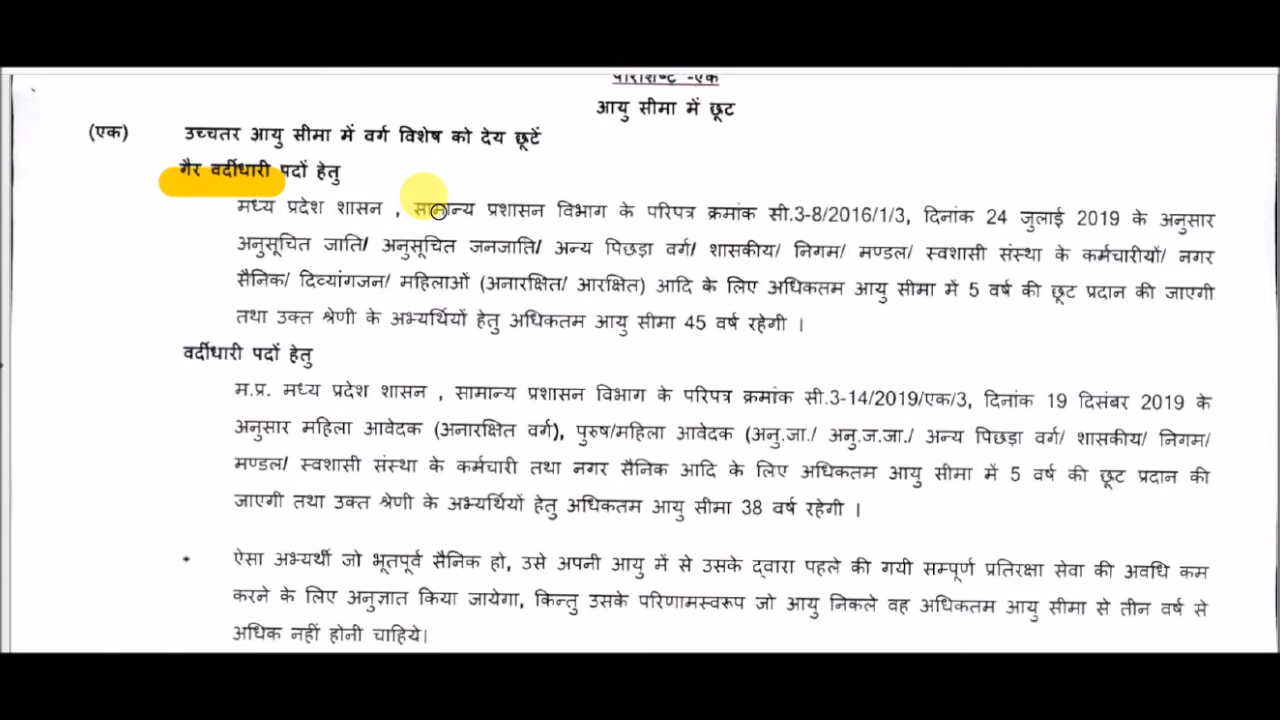 परिशिष्ट -एक
आयु सीमा में छूट
(एक) उच्चतर आयु सीमा में वर्ग विशेष को देय छूटें
गैर वर्दीधारी पदों हेतु
मध्य प्रदेश शासन , सामान्य प्रशासन विभाग के परिपत्र क्रमांक सी.3-8/2016/1/3, दिनांक 24 जुलाई 2019 के अनुसार
अनुसूचित जाति/ अनुसूचित जनजाति/ अन्य पिछड़ा वर्ग/ शासकीय/ निगम/ मण्डल/ स्वशासी संस्था के कर्मचारीयों/ नगर
सैनिक/ दिव्यांगजन/ महिलाओं (अनारक्षित/ आरक्षित) आदि के लिए अधिकतम आयु सीमा में 5 वर्ष की छूट प्रदान की जाएगी
तथा उक्त श्रेणी के अभ्यर्थियों हेतु अधिकतम आयु सीमा 45 वर्ष रहेगी ।
वर्दीधारी पदों हेतु
म.प्र. मध्य प्रदेश शासन , सामान्य प्रशासन विभाग के परिपत्र क्रमांक सी.3-14/2019/एक/3, दिनांक 19 दिसंबर 2019 के
अनुसार महिला आवेदक (अनारक्षित वर्ग), पुरुष/महिला आवेदक (अनु.जा./ अनु.ज.जा./ अन्य पिछड़ा वर्ग/ शासकीय/ निगम/
मण्डल/ स्वशासी संस्था के कर्मचारी तथा नगर सैनिक आदि के लिए अधिकतम आयु सीमा में 5 वर्ष की छूट प्रदान की
जाएगी तथा उक्त श्रेणी के अभ्यर्थियों हेतु अधिकतम आयु सीमा 38 वर्ष रहेगी ।
• ऐसा अभ्यर्थी जो भूतपूर्व सैनिक हो, उसे अपनी आयु में से उसके द्वारा पहले की गयी सम्पूर्ण प्रतिरक्षा सेवा की अवधि कम
करने के लिए अनुज्ञात किया जायेगा, किन्तु उसके परिणामस्वरूप जो आयु निकले वह अधिकतम आयु सीमा से तीन वर्ष से
अधिक नहीं होनी चाहिये।